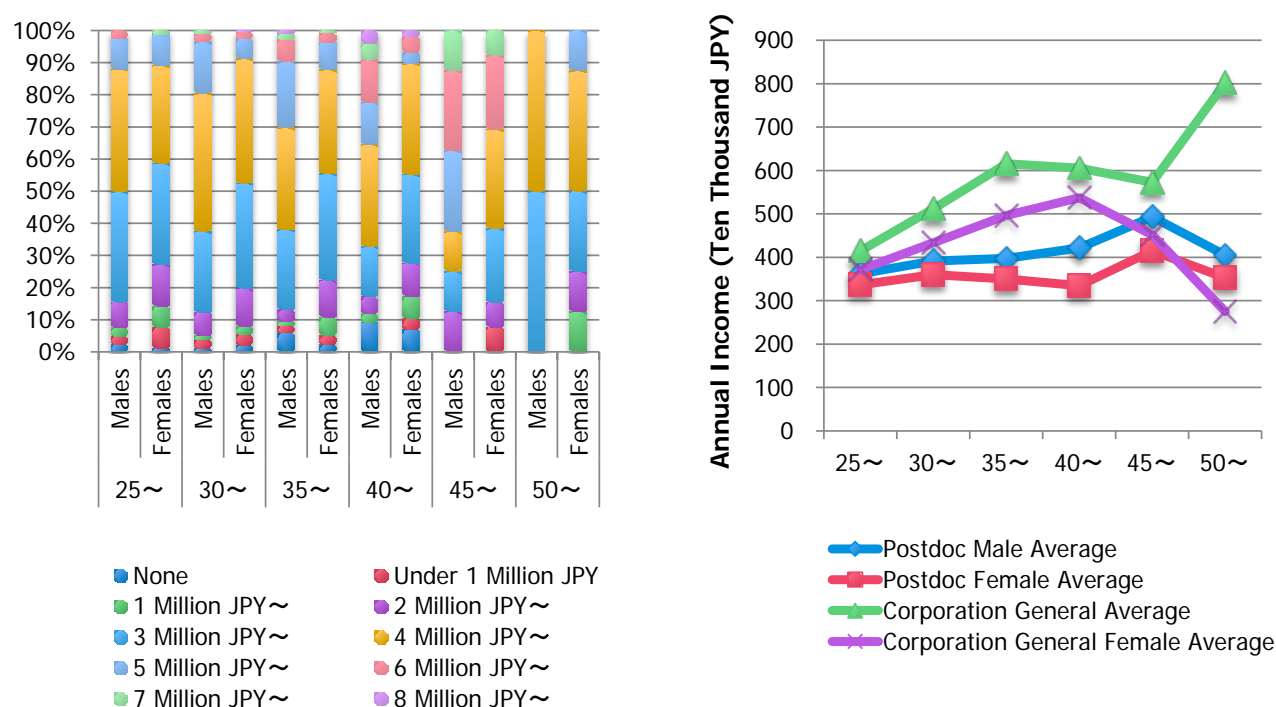 100%
90%
80%
70%
60%
50%
40%
30%
20%
10%
0%
Males
Females
Males
Females
Males
Females
Males
Females
Males
Females
Males
Females
25～
30～
35～
40～
45～
50～
None
Under 1 Million JPY
1 Million JPY～
2 Million JPY～
3 Million JPY～
4 Million JPY～
5 Million JPY～
6 Million JPY～
7 Million JPY～
8 Million JPY～
Annual Income (Ten Thousand JPY)
900
800
700
600
500
400
300
200
100
0
25～ 30～ 35～ 40～ 45～ 50～
Postdoc Male Average
Postdoc Female Average
Corporation General Average
Corporation General Female Average